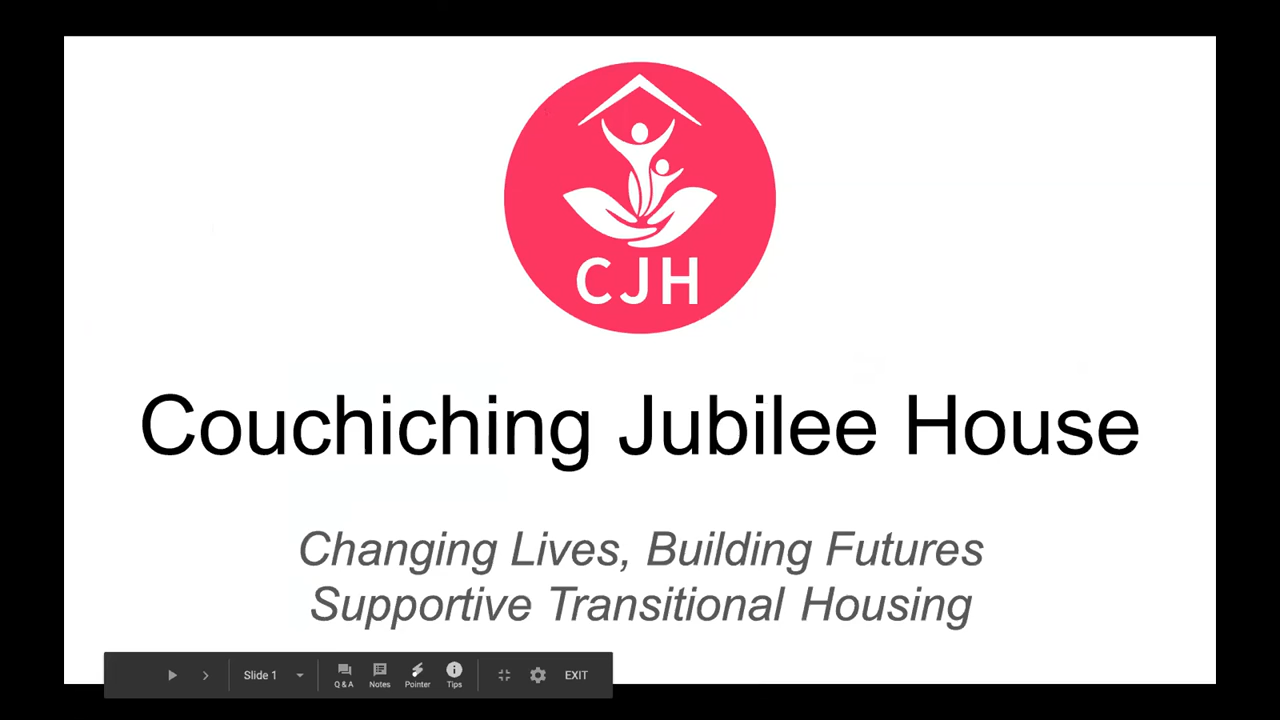 CJH
Couchiching Jubilee House
Changing Lives, Building Futures
Supportive Transitional Housing
Slide 1
Q & A
Notes
Pointer
Tips
EXIT